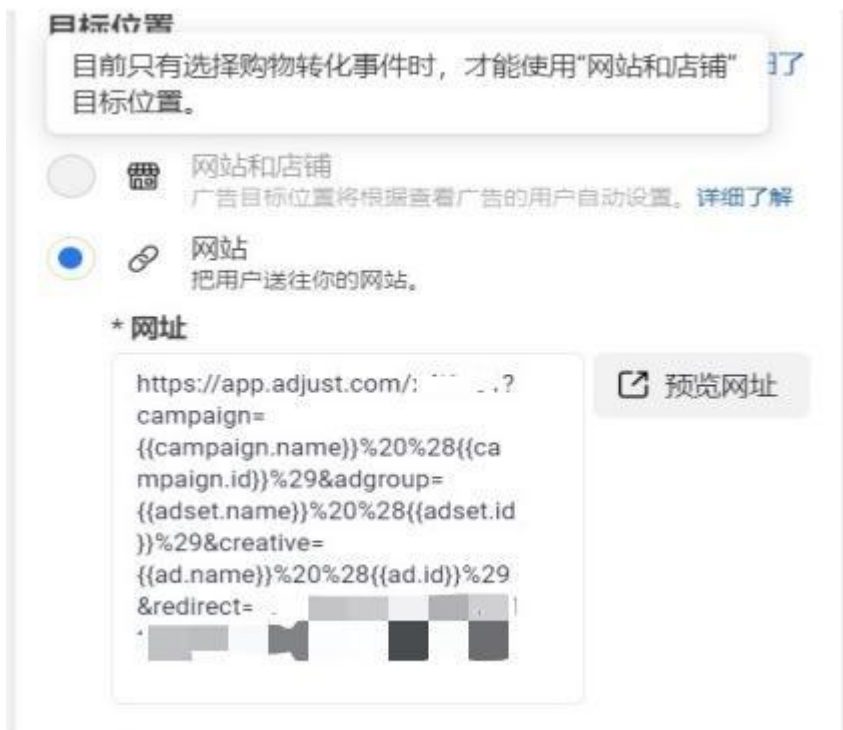 目标位置
目前只有选择购物转化事件时，才能使用“网站和店铺”
目标位置。
了
网站和店铺
广告目标位置将根据查看广告的用户自动设置。详细了解
网站
把用户送往你的网站。
* 网址
https://app.adjust.com/ ?
campaign=
{{campaign.name}}%20%28{{ca
mpaign.id}}%29&adgroup=
{{adset.name}}%20%28{{adset.id
}}%29&creative=
{{ad.name}}%20%28{{ad.id}}%29
&redirect=
预览网址